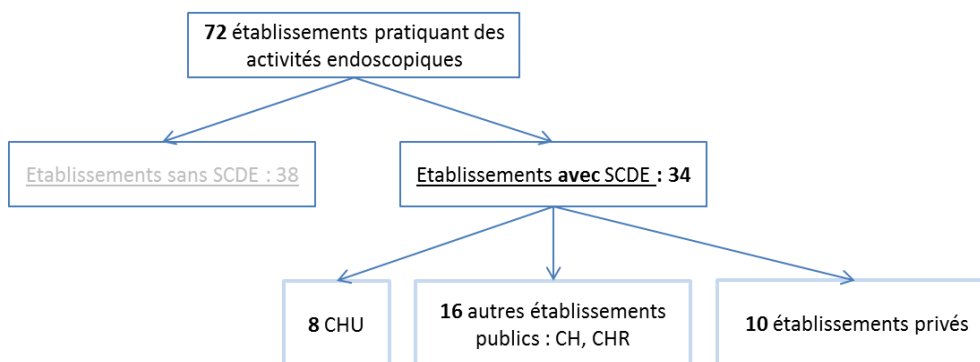 72 établissements pratiquant des
activités endoscopiques
Etablissements sans SCDE : 38
Etablissements avec SCDE : 34
8 CHU
16 autres établissements
publics : CH, CHR
10 établissements privés